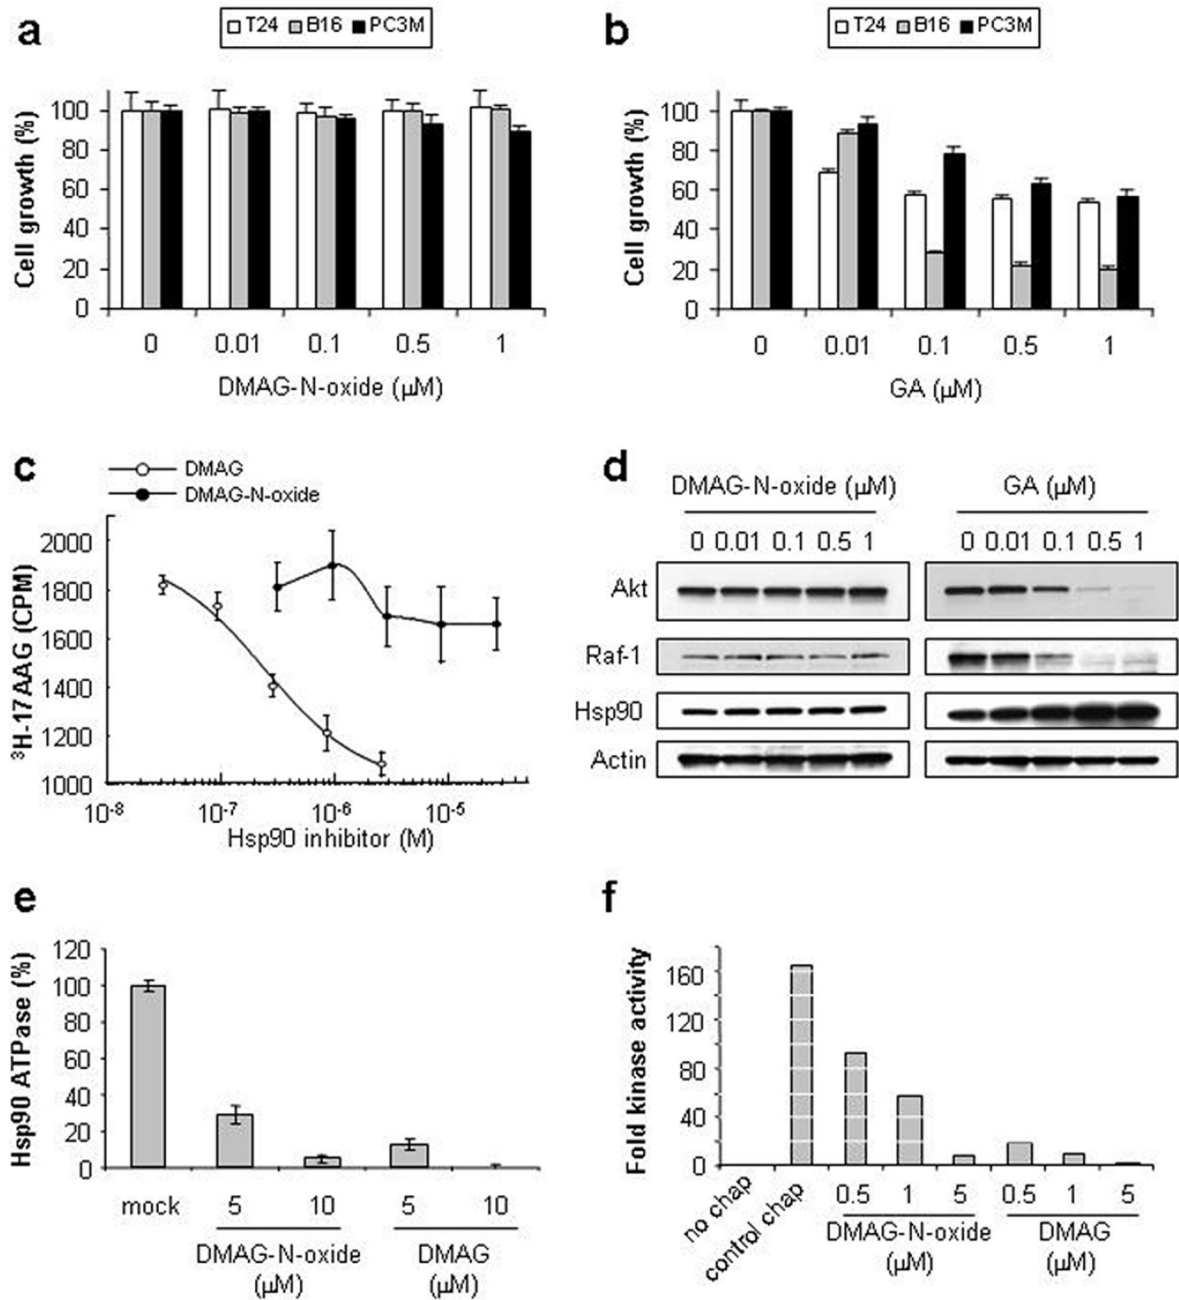 a
T24 B16 PC3M
Cell growth (%)
100
80
60
40
20
0
0 0.01 0.1 0.5 1
DMAG-N-oxide (µM)
b
T24 B16 PC3M
Cell growth (%)
100
80
60
40
20
0
0 0.01 0.1 0.5 1
GA (µM)
c
DMAG
DMAG-N-oxide
³H-17AAG (CPM)
2000
1800
1600
1400
1200
1000
10⁻⁸ 10⁻⁷ 10⁻⁶ 10⁻⁵
Hsp90 inhibitor (M)
d
DMAG-N-oxide (µM) GA (µM)
0 0.01 0.1 0.5 1 0 0.01 0.1 0.5 1
Akt
Raf-1
Hsp90
Actin
e
Hsp90 ATPase (%)
120
100
80
60
40
20
0
mock 5 10 5 10
DMAG-N-oxide (µM)
DMAG (µM)
f
Fold kinase activity
160
120
80
40
0
no chap control chap 0.5 1 5 0.5 1 5
DMAG-N-oxide (µM)
DMAG (µM)